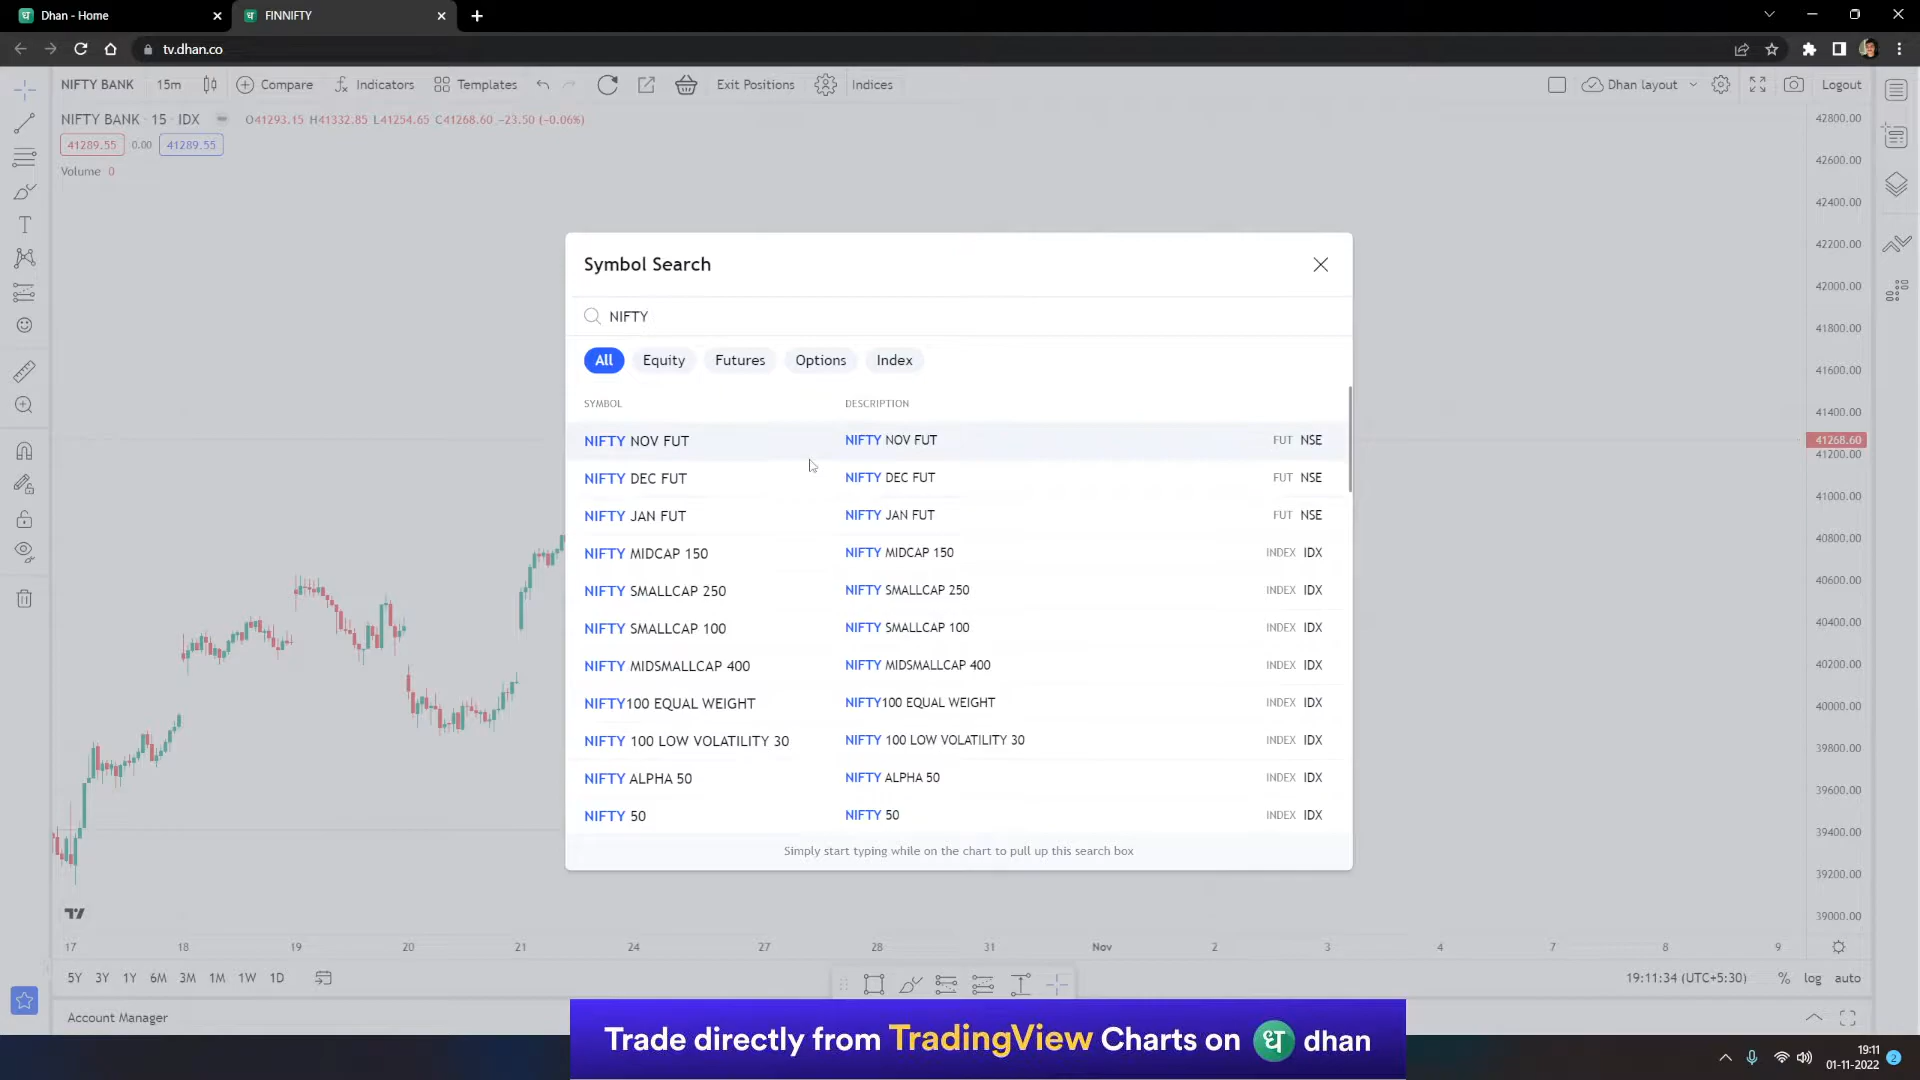 ध Dhan - Home
ध FINNIFTY
tv.dhan.co
NIFTY BANK 15m Compare Indicators Templates Exit Positions Indices Dhan layout Logout
NIFTY BANK · 15 · IDX O41293.15 H41332.85 L41254.65 C41268.60 −23.50 (−0.06%)
41289.55 0.00 41289.55
Volume 0
Symbol Search
NIFTY
All Equity Futures Options Index
SYMBOL DESCRIPTION
NIFTY NOV FUT NIFTY NOV FUT FUT NSE
NIFTY DEC FUT NIFTY DEC FUT FUT NSE
NIFTY JAN FUT NIFTY JAN FUT FUT NSE
NIFTY MIDCAP 150 NIFTY MIDCAP 150 INDEX IDX
NIFTY SMALLCAP 250 NIFTY SMALLCAP 250 INDEX IDX
NIFTY SMALLCAP 100 NIFTY SMALLCAP 100 INDEX IDX
NIFTY MIDSMALLCAP 400 NIFTY MIDSMALLCAP 400 INDEX IDX
NIFTY100 EQUAL WEIGHT NIFTY100 EQUAL WEIGHT INDEX IDX
NIFTY 100 LOW VOLATILITY 30 NIFTY 100 LOW VOLATILITY 30 INDEX IDX
NIFTY ALPHA 50 NIFTY ALPHA 50 INDEX IDX
NIFTY 50 NIFTY 50 INDEX IDX
Simply start typing while on the chart to pull up this search box
42800.00
42600.00
42400.00
42200.00
42000.00
41800.00
41600.00
41400.00
41268.60
41200.00
41000.00
40800.00
40600.00
40400.00
40200.00
40000.00
39800.00
39600.00
39400.00
39200.00
39000.00
17 18 19 20 21 24 27 28 31 Nov 2 3 4 7 8 9
5Y 3Y 1Y 6M 3M 1M 1W 1D 19:11:34 (UTC+5:30) % log auto
Account Manager
Trade directly from TradingView Charts on ध dhan
19:11
01-11-2022
2